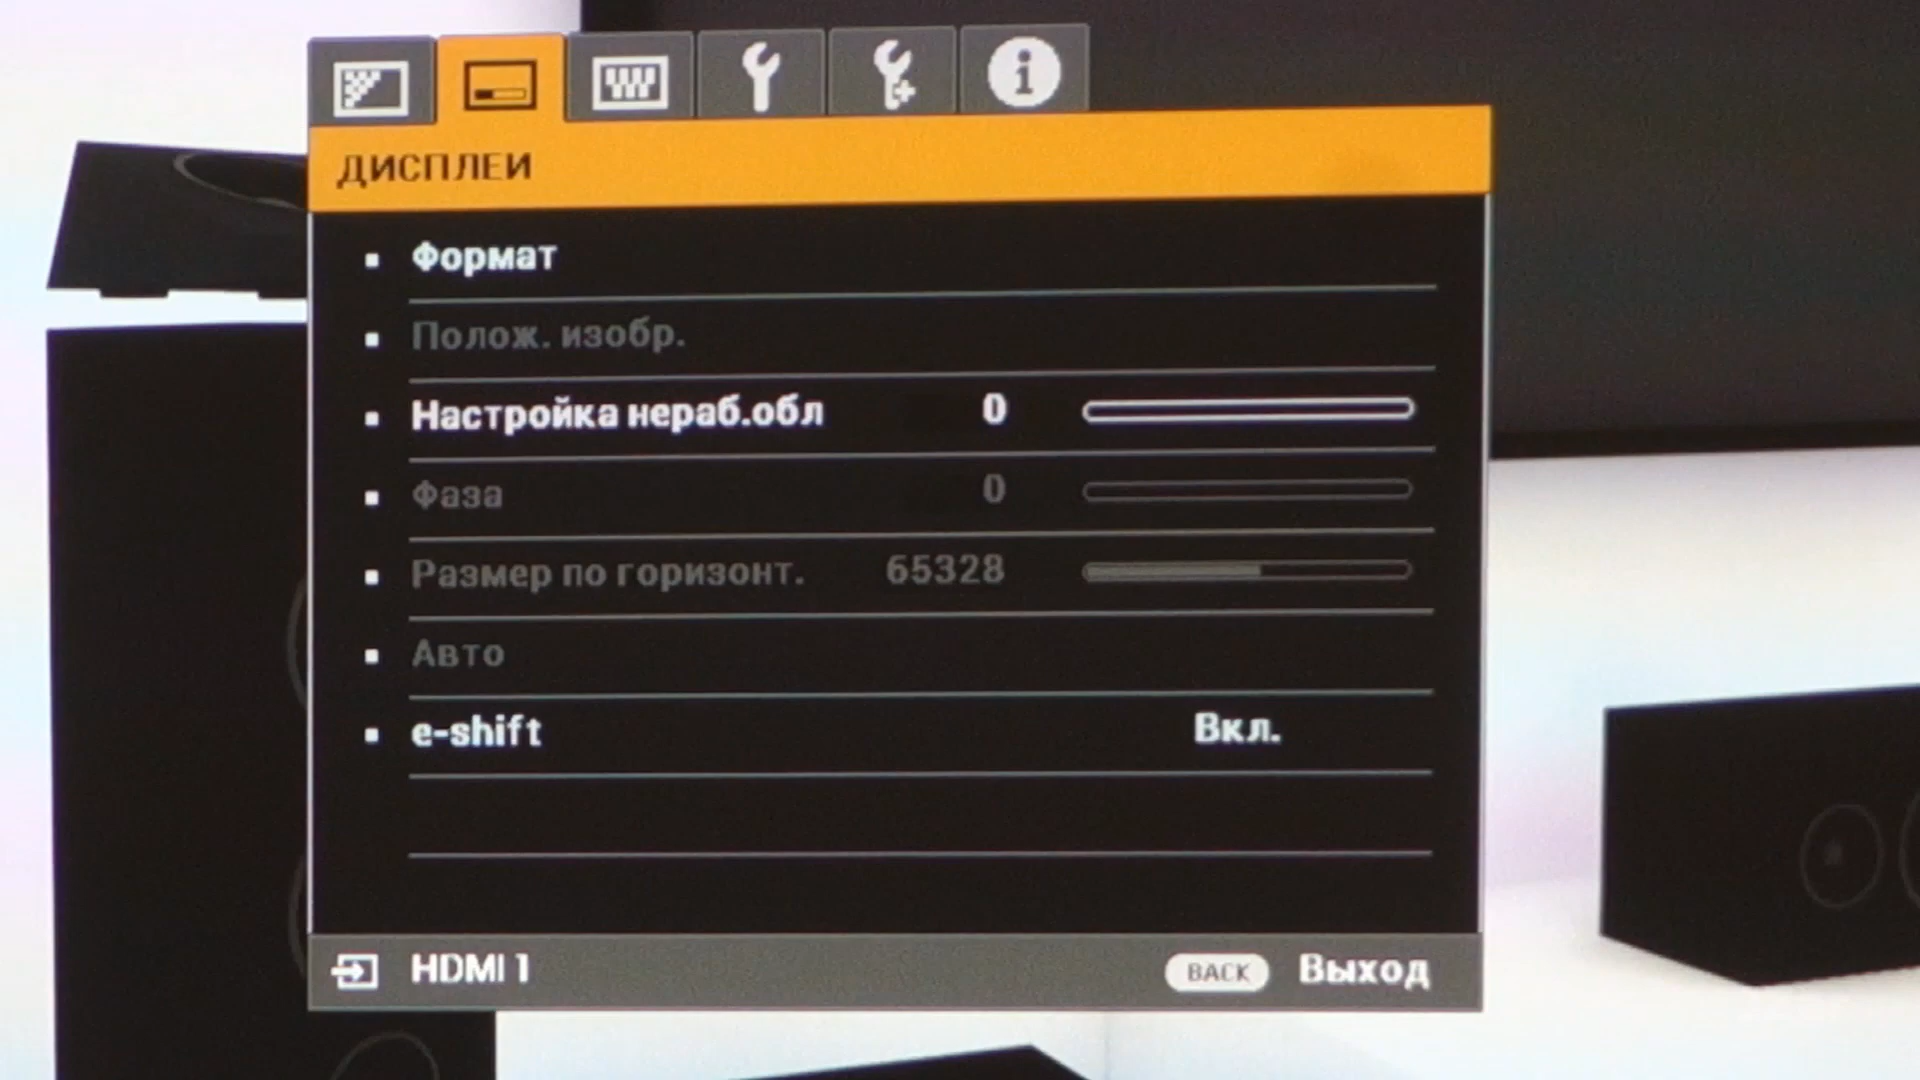 ДИСПЛЕЙ
Формат
Полож. изобр.
Настройка нераб.обл 0
Фаза 0
Размер по горизонт. 65328
Авто
e-shift Вкл.
HDMI 1 BACK Выход